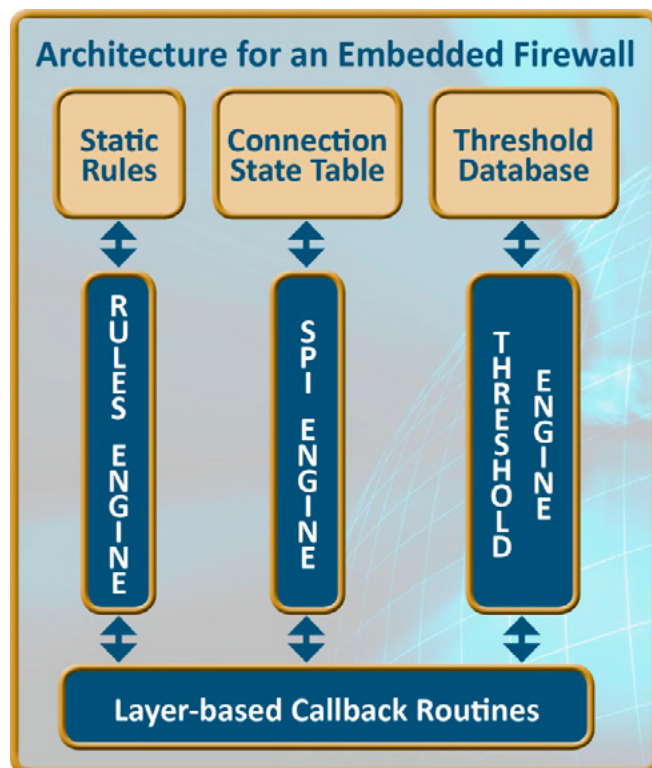 Architecture for an Embedded Firewall
Static
Rules
Connection
State Table
Threshold
Database
RULES ENGINE
SPI ENGINE
THRESHOLD
ENGINE
Layer-based Callback Routines